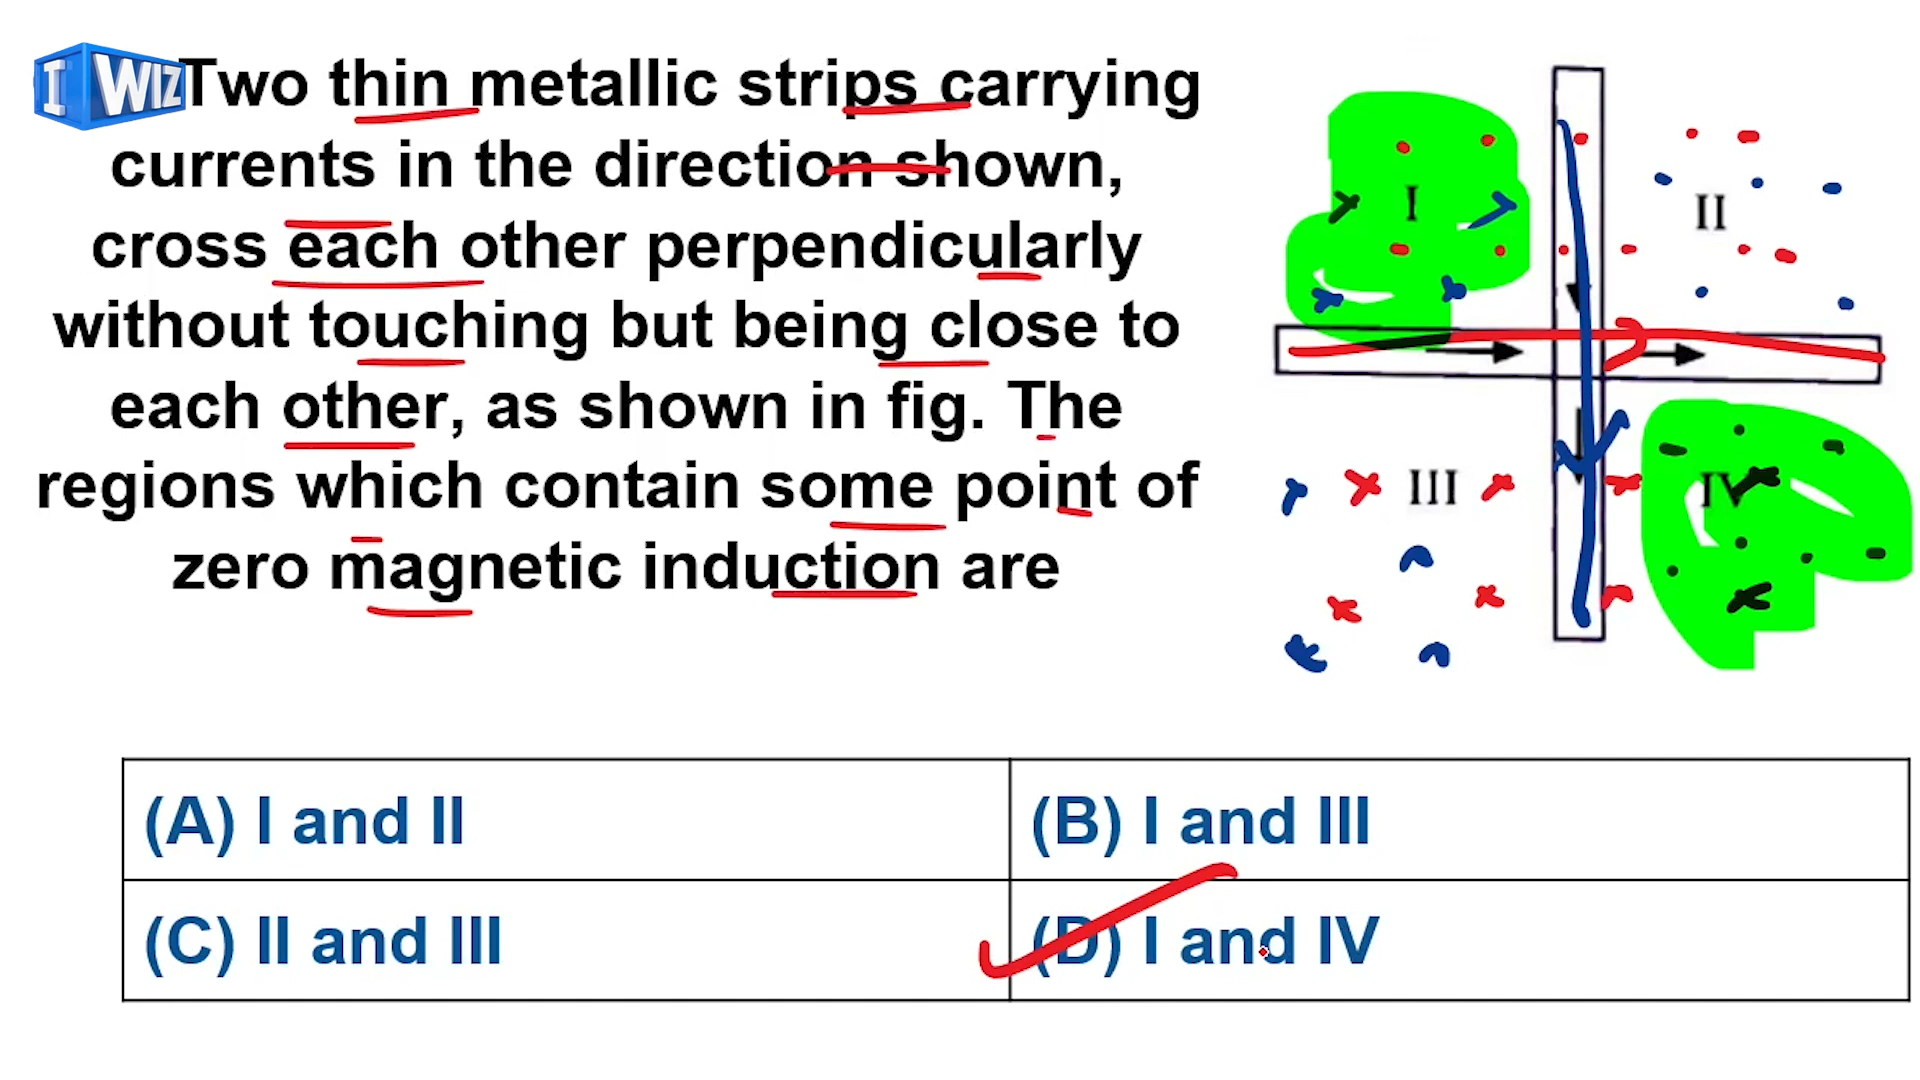 I WIZ
Two thin metallic strips carrying
currents in the direction shown,
cross each other perpendicularly
without touching but being close to
each other, as shown in fig. The
regions which contain some point of
zero magnetic induction are
I
II
III
IV
(A) I and II
(B) I and III
(C) II and III
(D) I and IV